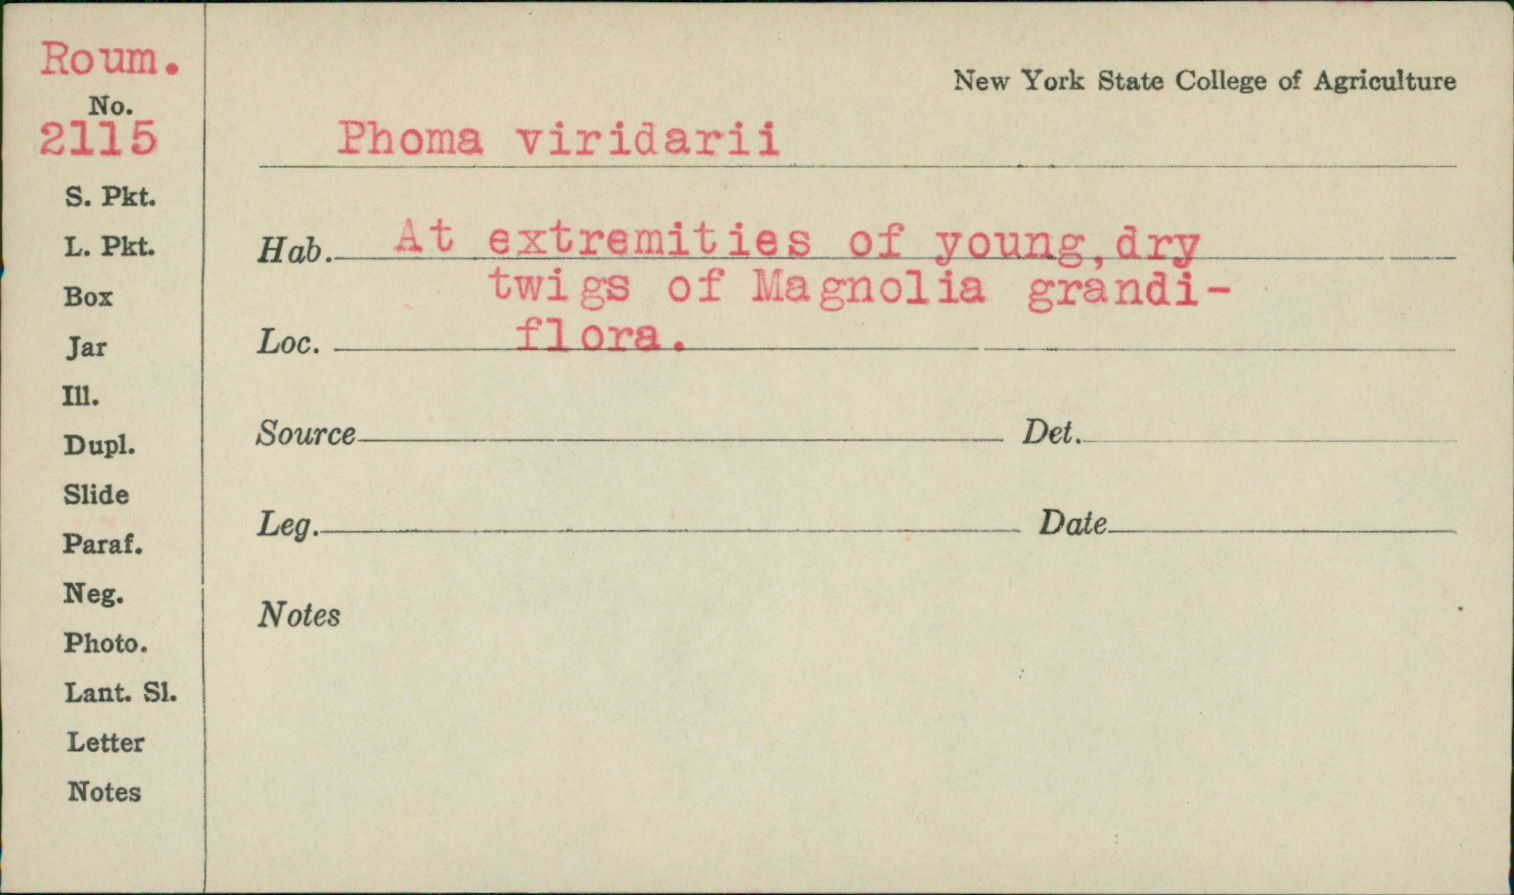 Roum.
No.
2115
S. Pkt.
L. Pkt.
Box
Jar
Ill.
Dupl.
Slide
Paraf.
Neg.
Photo.
Lant. Sl.
Letter
Notes
New York State College of Agriculture
Phoma viridarii
Hab. At extremities of young, dry
twigs of Magnolia grandi-
Loc. flora.
Source Det.
Leg. Date
Notes